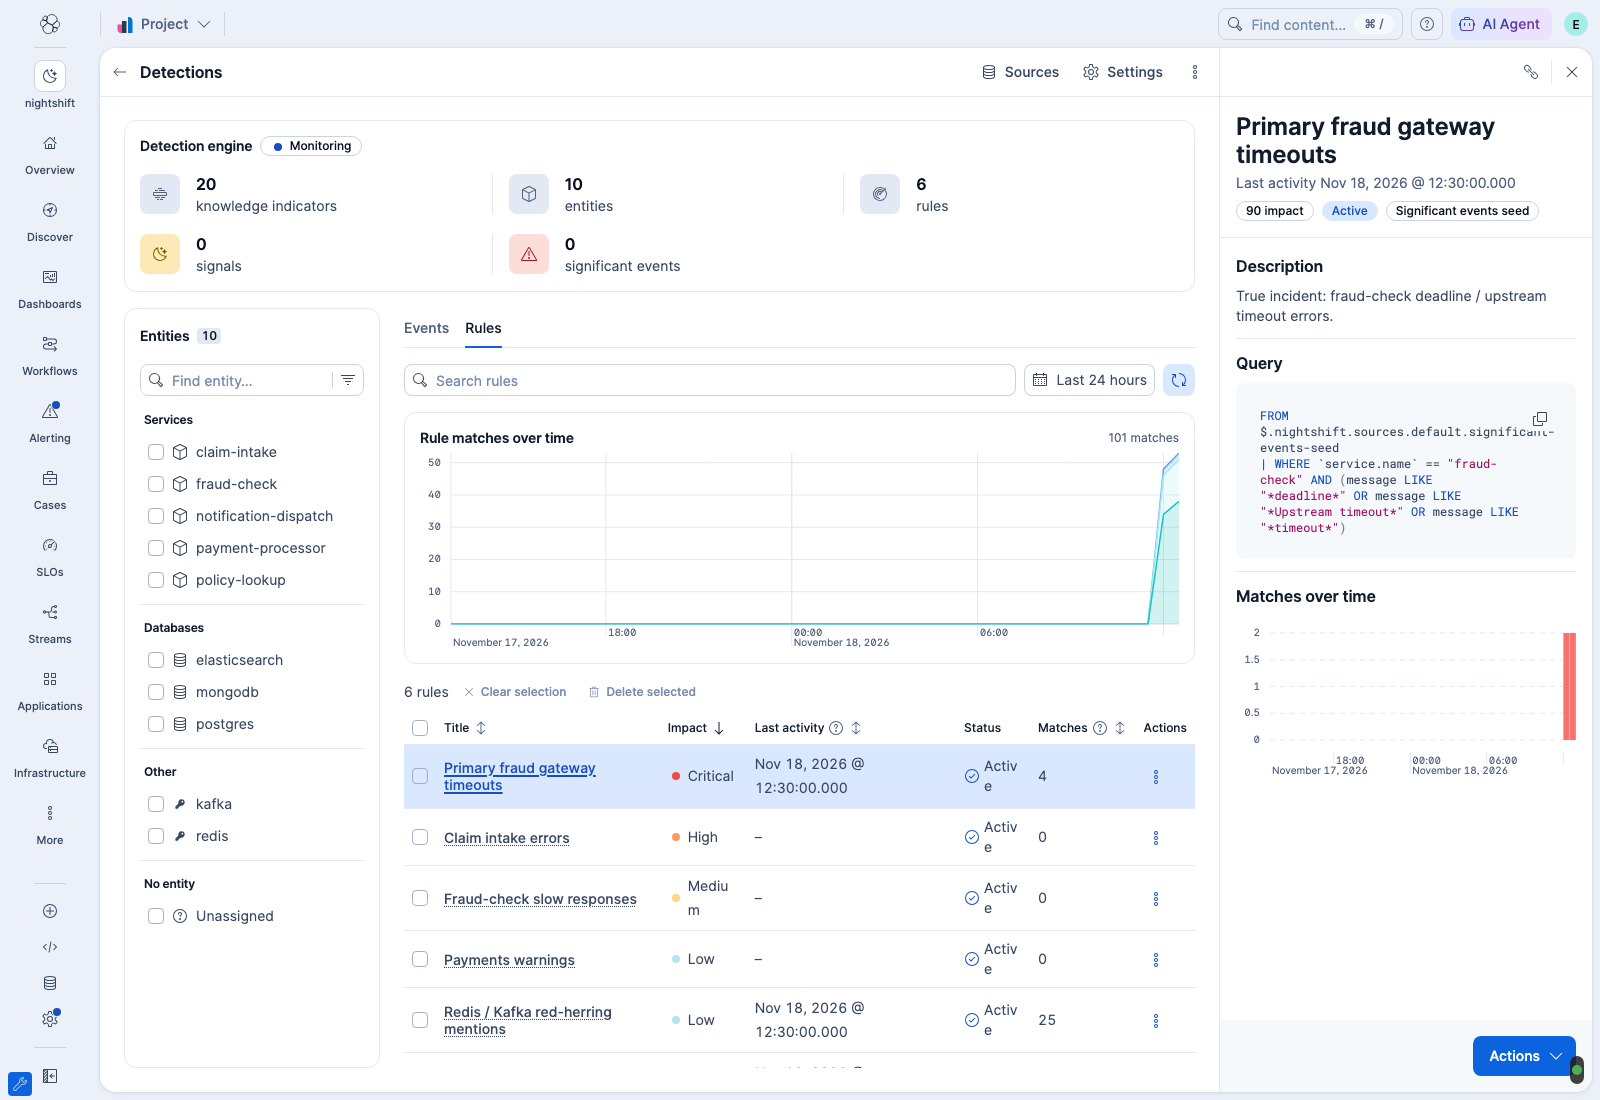 Project
Find content...
⌘ /
AI Agent
E
nightshift
Overview
Discover
Dashboards
Workflows
Alerting
Cases
SLOs
Streams
Applications
Infrastructure
More
Detections
Sources
Settings
Detection engine
Monitoring
20
knowledge indicators
10
entities
6
rules
0
signals
0
significant events
Entities 10
Find entity...
Services
claim-intake
fraud-check
notification-dispatch
payment-processor
policy-lookup
Databases
elasticsearch
mongodb
postgres
Other
kafka
redis
No entity
Unassigned
Events
Rules
Search rules
Last 24 hours
Rule matches over time
101 matches
50
40
30
20
10
0
18:00
00:00
06:00
November 17, 2026
November 18, 2026
6 rules
Clear selection
Delete selected
Title
Impact
Last activity
Status
Matches
Actions
Primary fraud gateway
timeouts
Critical
Nov 18, 2026 @
12:30:00.000
Activ
e
4
Claim intake errors
High
–
Activ
e
0
Fraud-check slow responses
Mediu
m
–
Activ
e
0
Payments warnings
Low
–
Activ
e
0
Redis / Kafka red-herring
mentions
Low
Nov 18, 2026 @
12:30:00.000
Activ
e
25
Primary fraud gateway
timeouts
Last activity Nov 18, 2026 @ 12:30:00.000
90 impact
Active
Significant events seed
Description
True incident: fraud-check deadline / upstream
timeout errors.
Query
FROM
$.nightshift.sources.default.significant-
events-seed
| WHERE `service.name` == "fraud-
check" AND (message LIKE
"*deadline*" OR message LIKE
"*Upstream timeout*" OR message LIKE
"*timeout*")
Matches over time
2
1.5
1
0.5
0
18:00
00:00
06:00
November 17, 2026
November 18, 2026
Actions